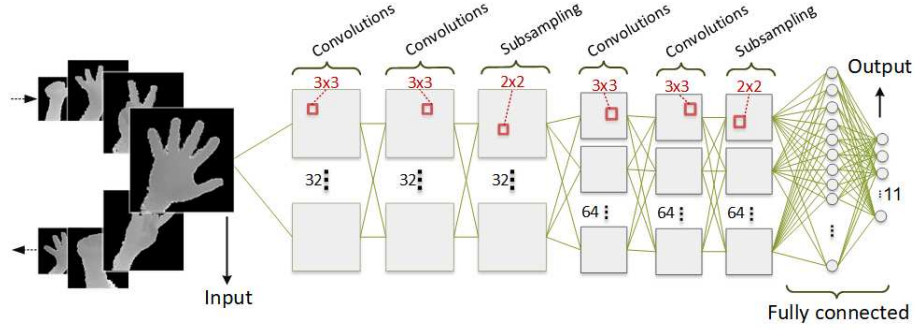 Convolutions
Convolutions
Subsampling
Convolutions
Convolutions
Subsampling
3x3
3x3
2x2
3x3
3x3
2x2
Output
32
32
32
64
64
64
11
Input
Fully connected